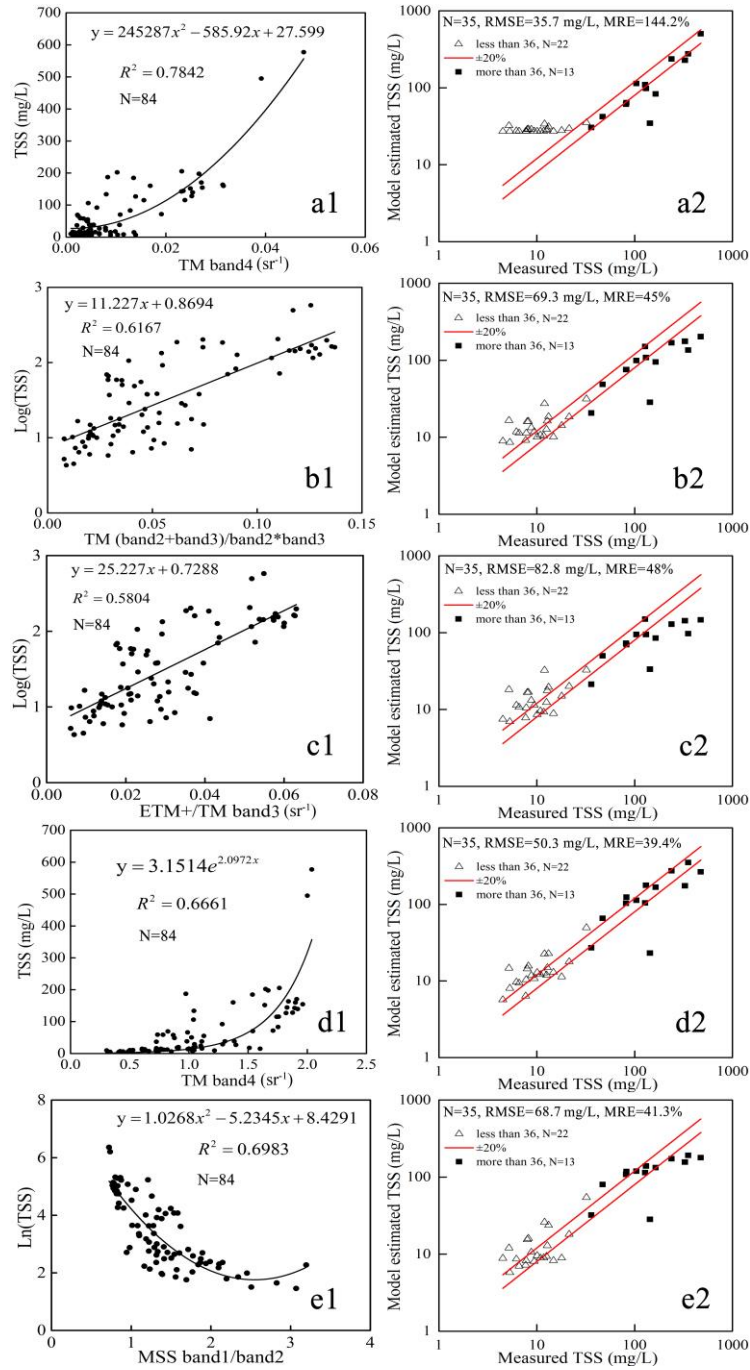 y = 245287x² – 585.92x + 27.599
R² = 0.7842
N=84
TSS (mg/L)
700
600
500
400
300
200
100
0
a1
0.00 0.02 0.04 0.06
TM band4 (sr⁻¹)
N=35, RMSE=35.7 mg/L, MRE=144.2%
less than 36, N=22
±20%
more than 36, N=13
Model estimated TSS (mg/L)
1000
100
10
1
a2
1 10 100 1000
Measured TSS (mg/L)
y = 11.227x + 0.8694
R² = 0.6167
N=84
Log(TSS)
3
2
1
0
b1
0.00 0.05 0.10 0.15
TM (band2+band3)/band2*band3
N=35, RMSE=69.3 mg/L, MRE=45%
less than 36, N=22
±20%
more than 36, N=13
Model estimated TSS (mg/L)
1000
100
10
1
b2
1 10 100 1000
Measured TSS (mg/L)
y = 25.227x + 0.7288
R² = 0.5804
N=84
Log(TSS)
3
2
1
0
c1
0.00 0.02 0.04 0.06 0.08
ETM+/TM band3 (sr⁻¹)
N=35, RMSE=82.8 mg/L, MRE=48%
less than 36, N=22
±20%
more than 36, N=13
Model estimated TSS (mg/L)
1000
100
10
1
c2
1 10 100 1000
Measured TSS (mg/L)
y = 3.1514e^2.0972x
R² = 0.6661
N=84
TSS (mg/L)
700
600
500
400
300
200
100
0
d1
0.0 0.5 1.0 1.5 2.0 2.5
TM band4 (sr⁻¹)
N=35, RMSE=50.3 mg/L, MRE=39.4%
less than 36, N=22
±20%
more than 36, N=13
Model estimated TSS (mg/L)
1000
100
10
1
d2
1 10 100 1000
Measured TSS (mg/L)
y = 1.0268x² – 5.2345x + 8.4291
R² = 0.6983
N=84
Ln(TSS)
8
6
4
2
0
e1
0 1 2 3 4
MSS band1/band2
N=35, RMSE=68.7 mg/L, MRE=41.3%
less than 36, N=22
±20%
more than 36, N=13
Model estimated TSS (mg/L)
1000
100
10
1
e2
1 10 100 1000
Measured TSS (mg/L)